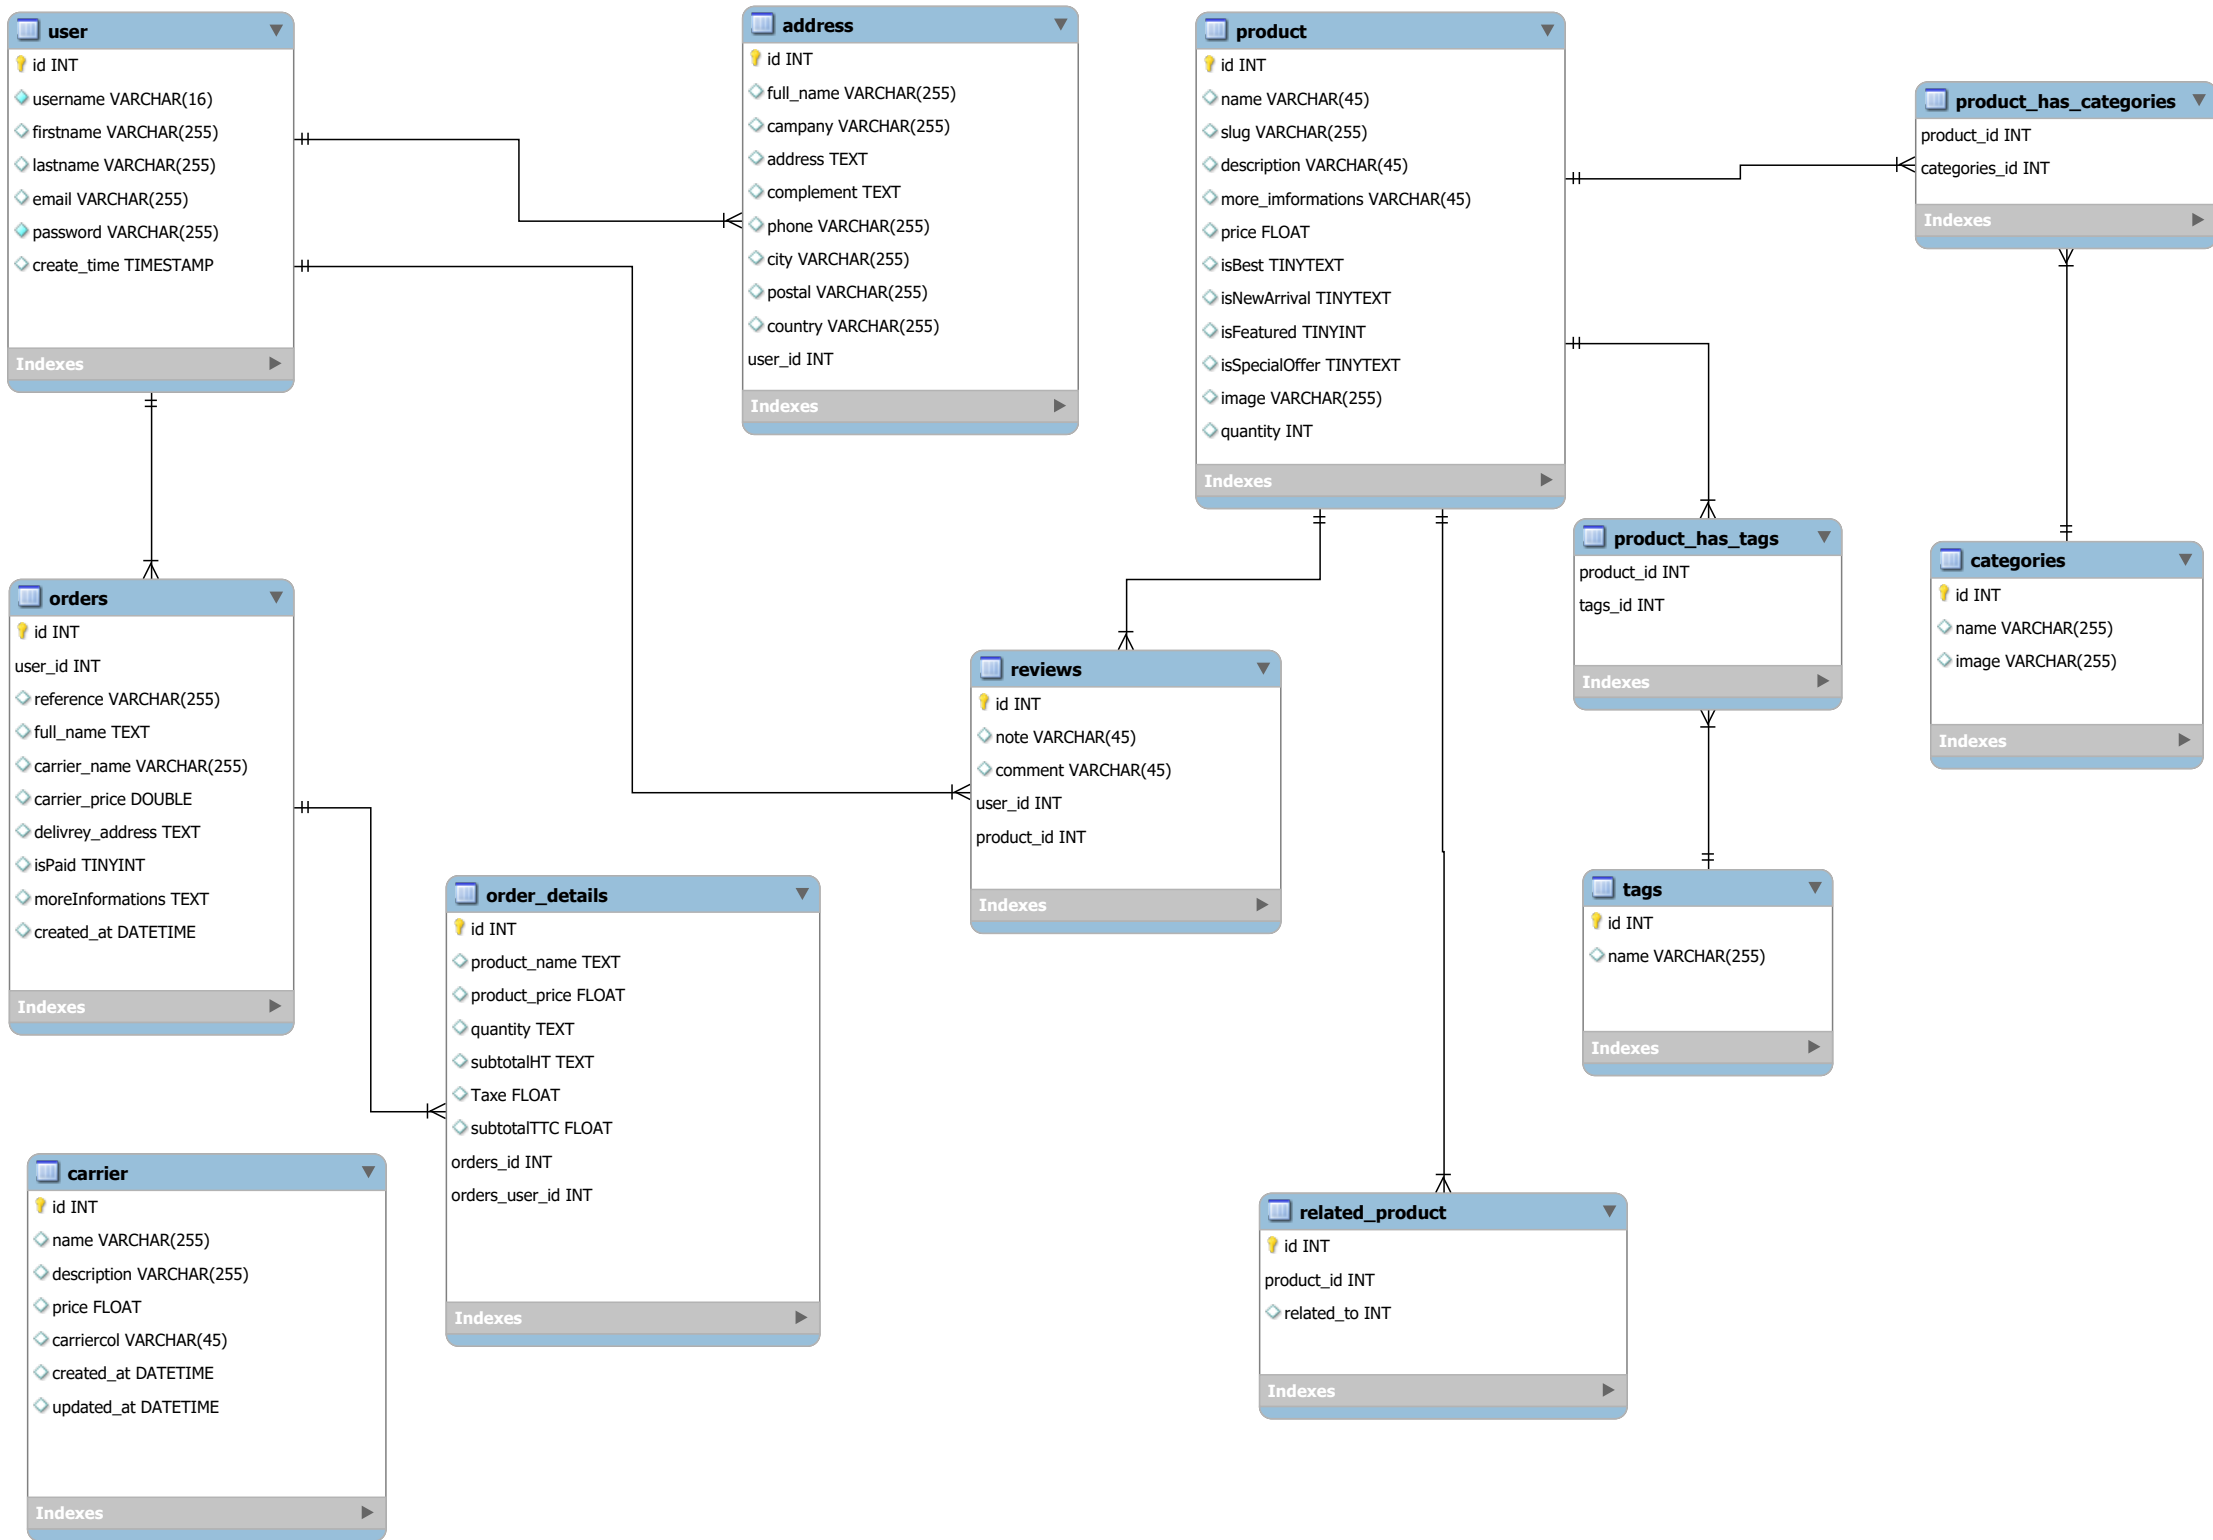 user
id INT
username VARCHAR(16)
firstname VARCHAR(255)
lastname VARCHAR(255)
email VARCHAR(255)
password VARCHAR(255)
create_time TIMESTAMP
Indexes
address
id INT
full_name VARCHAR(255)
campany VARCHAR(255)
address TEXT
complement TEXT
phone VARCHAR(255)
city VARCHAR(255)
postal VARCHAR(255)
country VARCHAR(255)
user_id INT
Indexes
product
id INT
name VARCHAR(45)
slug VARCHAR(255)
description VARCHAR(45)
more_imformations VARCHAR(45)
price FLOAT
isBest TINYTEXT
isNewArrival TINYTEXT
isFeatured TINYINT
isSpecialOffer TINYTEXT
image VARCHAR(255)
quantity INT
Indexes
product_has_categories
product_id INT
categories_id INT
Indexes
orders
id INT
user_id INT
reference VARCHAR(255)
full_name TEXT
carrier_name VARCHAR(255)
carrier_price DOUBLE
delivrey_address TEXT
isPaid TINYINT
moreInformations TEXT
created_at DATETIME
Indexes
order_details
id INT
product_name TEXT
product_price FLOAT
quantity TEXT
subtotalHT TEXT
Taxe FLOAT
subtotalTTC FLOAT
orders_id INT
orders_user_id INT
Indexes
reviews
id INT
note VARCHAR(45)
comment VARCHAR(45)
user_id INT
product_id INT
Indexes
product_has_tags
product_id INT
tags_id INT
Indexes
categories
id INT
name VARCHAR(255)
image VARCHAR(255)
Indexes
tags
id INT
name VARCHAR(255)
Indexes
carrier
id INT
name VARCHAR(255)
description VARCHAR(255)
price FLOAT
carriercol VARCHAR(45)
created_at DATETIME
updated_at DATETIME
Indexes
related_product
id INT
product_id INT
related_to INT
Indexes